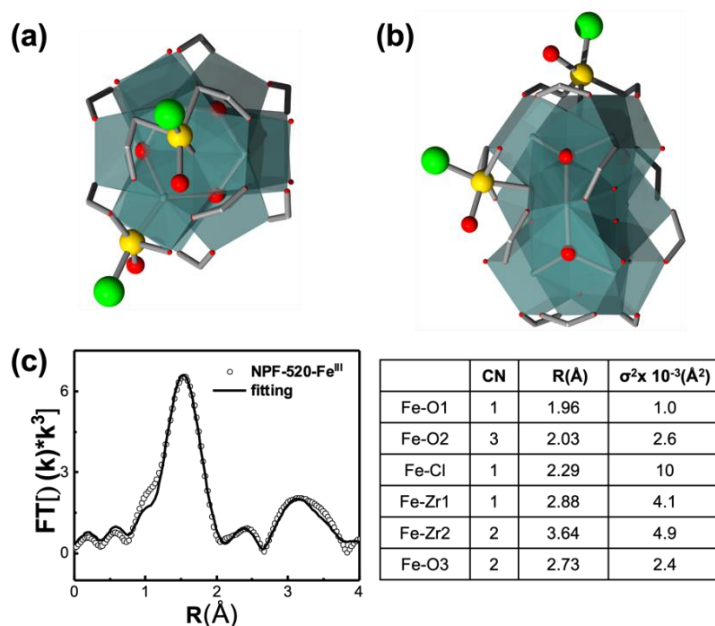 (a)
(b)
(c)
NPF-520-Feᴵᴵᴵ
fitting
FT[) (k)*k³]
6
3
0
0 1 2 3 4
R(Å)
CN R(Å) σ²x 10⁻³(Å²)
Fe-O1 1 1.96 1.0
Fe-O2 3 2.03 2.6
Fe-Cl 1 2.29 10
Fe-Zr1 1 2.88 4.1
Fe-Zr2 2 3.64 4.9
Fe-O3 2 2.73 2.4